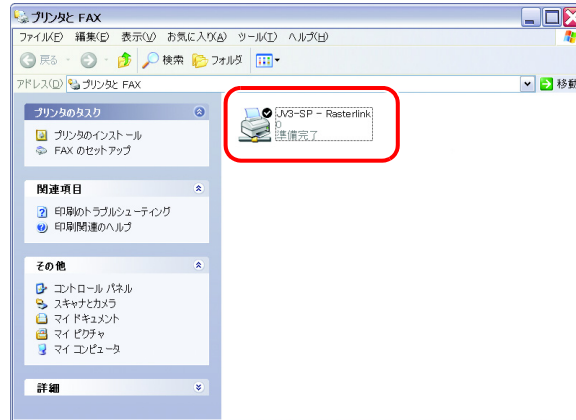 プリンタと FAX
ファイル(F) 編集(E) 表示(V) お気に入り(A) ツール(T) ヘルプ(H)
戻る 検索 フォルダ
アドレス(D) プリンタと FAX 移動
プリンタのタスク
プリンタのインストール
FAX のセットアップ
関連項目
印刷のトラブルシューティング
印刷関連のヘルプ
その他
コントロール パネル
スキャナとカメラ
マイ ドキュメント
マイ ピクチャ
マイ コンピュータ
詳細
JV3-SP - Rasterlink
0
準備完了